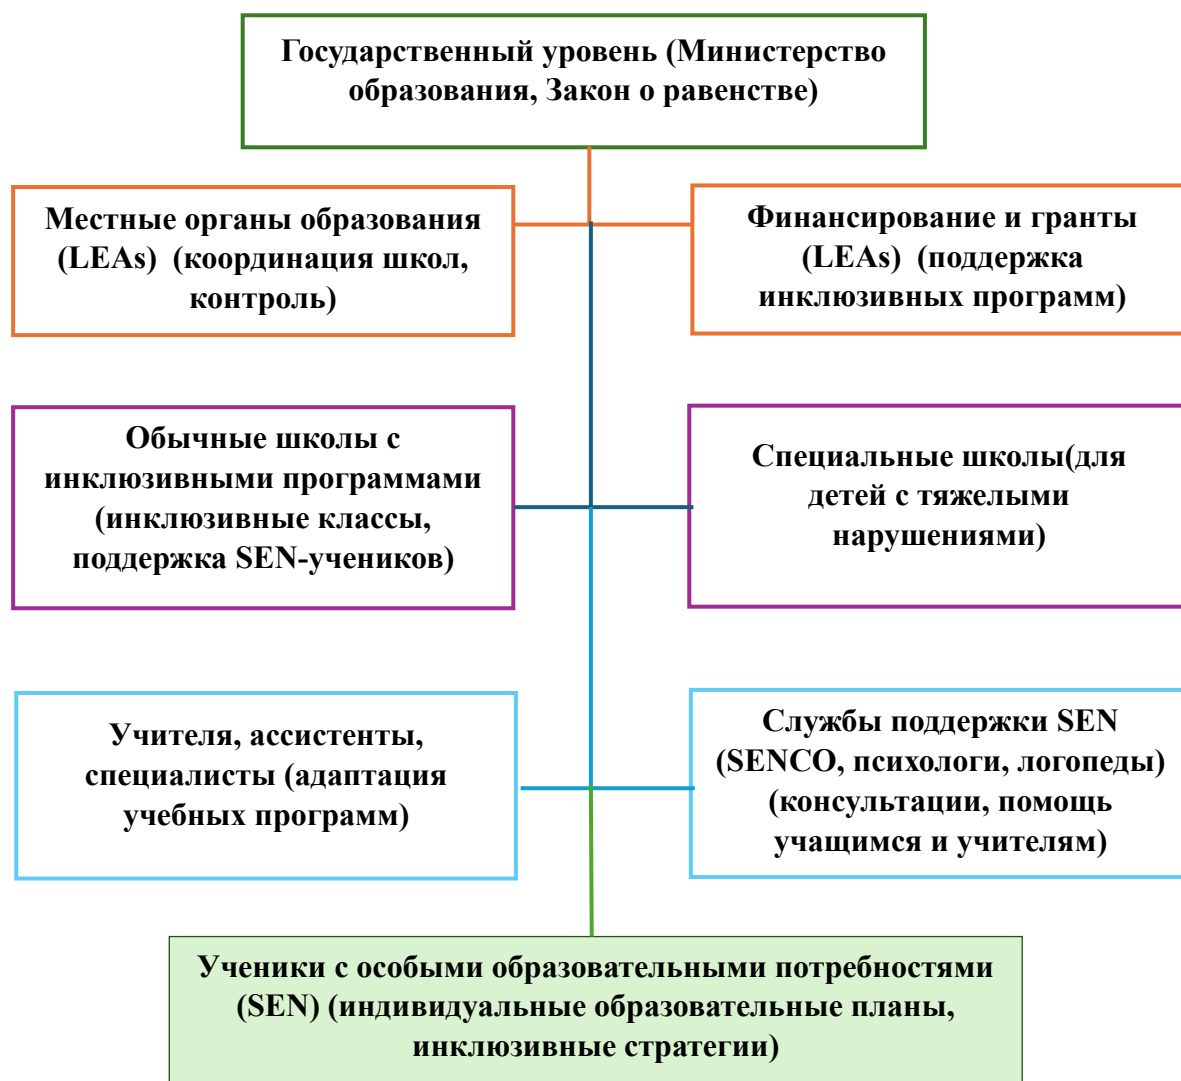 Государственный уровень (Министерство
образования, Закон о равенстве)
Местные органы образования
(LEAs) (координация школ,
контроль)
Финансирование и гранты
(LEAs) (поддержка
инклюзивных программ)
Обычные школы с
инклюзивными программами
(инклюзивные классы,
поддержка SEN-учеников)
Специальные школы(для
детей с тяжелыми
нарушениями)
Учителя, ассистенты,
специалисты (адаптация
учебных программ)
Службы поддержки SEN
(SENCO, психологи, логопеды)
(консультации, помощь
учащимся и учителям)
Ученики с особыми образовательными потребностями
(SEN) (индивидуальные образовательные планы,
инклюзивные стратегии)